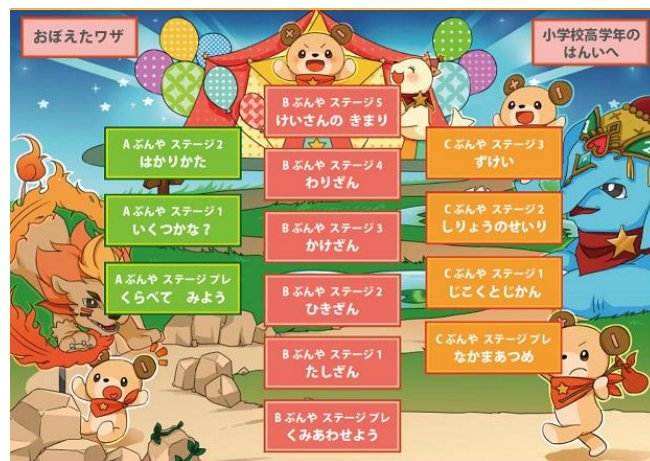 おぼえたワザ
小学校高学年の
はんいへ
Aぶんや ステージ2
はかりかた
Aぶんや ステージ1
いくつかな?
Aぶんや ステージ プレ
くらべて みよう
Bぶんや ステージ5
けいさんの きまり
Bぶんや ステージ4
わりざん
Bぶんや ステージ3
かけざん
Bぶんや ステージ2
ひきざん
Bぶんや ステージ1
たしざん
Bぶんや ステージ プレ
くみあわせよう
Cぶんや ステージ3
ずけい
Cぶんや ステージ2
しりょうのせいり
Cぶんや ステージ1
じこくとじかん
Cぶんや ステージ プレ
なかまあつめ